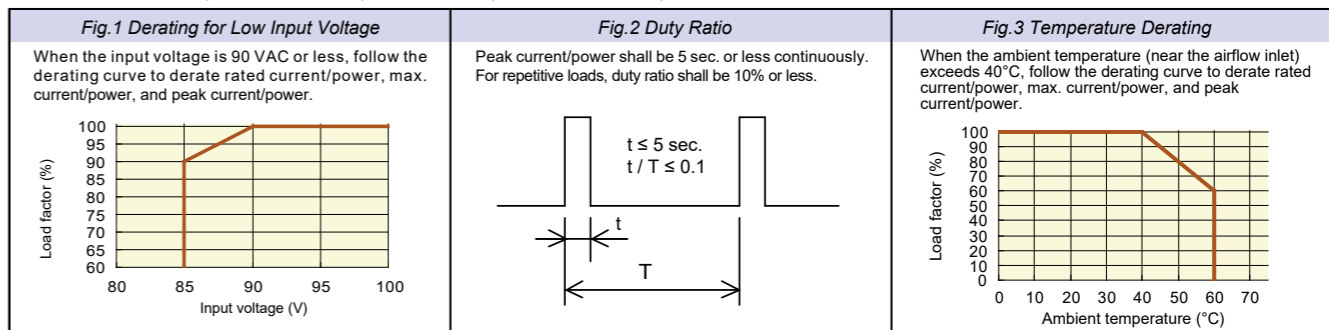 Fig.1 Derating for Low Input Voltage
When the input voltage is 90 VAC or less, follow the
derating curve to derate rated current/power, max.
current/power, and peak current/power.
100
95
90
85
80
75
70
65
60
80 85 90 95 100
Load factor (%)
Input voltage (V)
Fig.2 Duty Ratio
Peak current/power shall be 5 sec. or less continuously.
For repetitive loads, duty ratio shall be 10% or less.
t ≤ 5 sec.
t / T ≤ 0.1
t
T
Fig.3 Temperature Derating
When the ambient temperature (near the airflow inlet)
exceeds 40°C, follow the derating curve to derate rated
current/power, max. current/power, and peak
current/power.
100
90
80
70
60
50
40
30
20
10
0
0 10 20 30 40 50 60 70
Load factor (%)
Ambient temperature (°C)